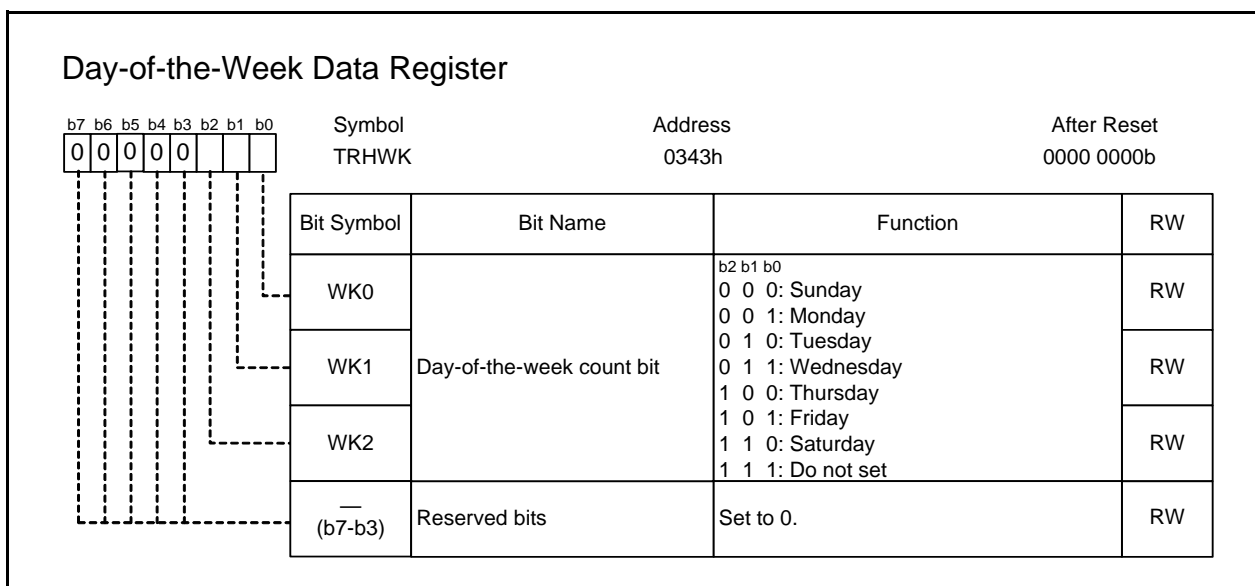 Day-of-the-Week Data Register
b7 b6 b5 b4 b3 b2 b1 b0
Symbol Address After Reset
0 0 0 0 0
TRHWK 0343h 0000 0000b
Bit Symbol Bit Name Function RW
WK0 RW
WK1 Day-of-the-week count bit RW
WK2 RW
b2 b1 b0
0 0 0: Sunday
0 0 1: Monday
0 1 0: Tuesday
0 1 1: Wednesday
1 0 0: Thursday
1 0 1: Friday
1 1 0: Saturday
1 1 1: Do not set
—
(b7-b3) Reserved bits Set to 0. RW